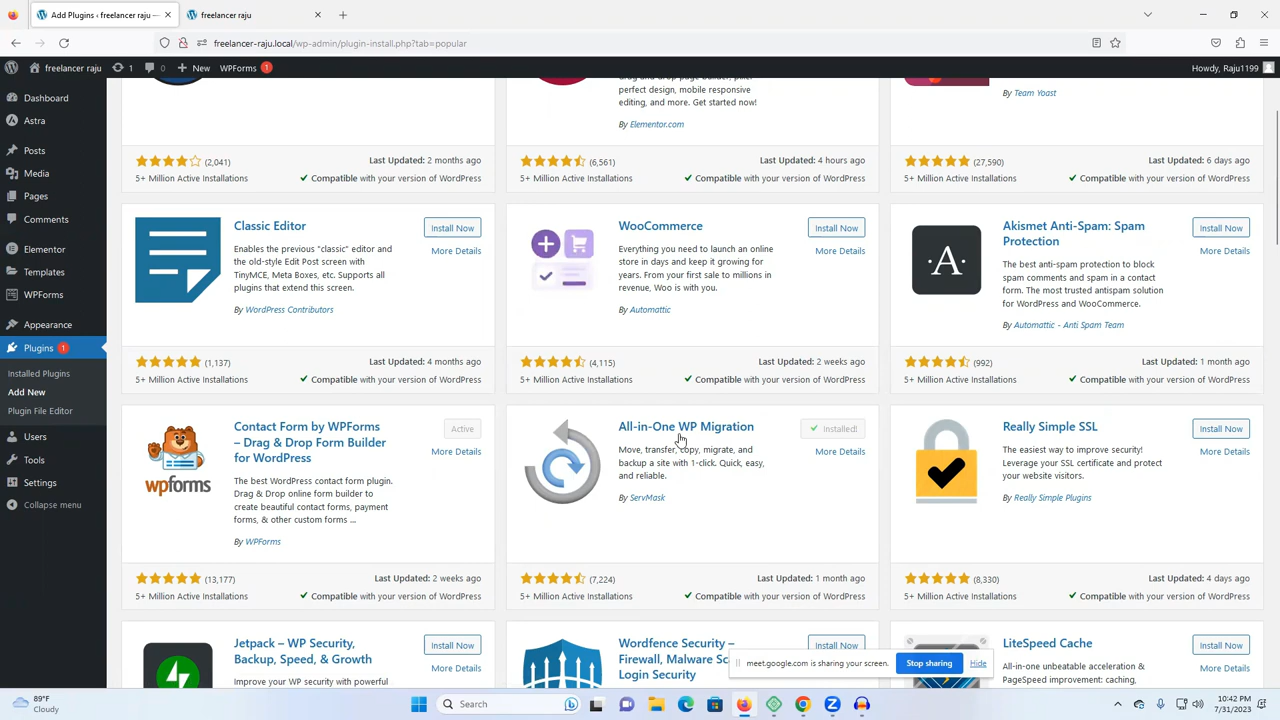 Add Plugins ‹ freelancer raju —
freelancer raju
freelancer-raju.local/wp-admin/plugin-install.php?tab=popular
freelancer raju
1
0
New
WPForms 1
Howdy, Raju1199
Dashboard
Astra
Posts
Media
Pages
Comments
Elementor
Templates
WPForms
Appearance
Plugins 1
Installed Plugins
Add New
Plugin File Editor
Users
Tools
Settings
Collapse menu
(2,041)
Last Updated: 2 months ago
5+ Million Active Installations
Compatible with your version of WordPress
perfect design, mobile responsive
editing, and more. Get started now!
By Elementor.com
(6,561)
Last Updated: 4 hours ago
5+ Million Active Installations
Compatible with your version of WordPress
By Team Yoast
(27,590)
Last Updated: 6 days ago
5+ Million Active Installations
Compatible with your version of WordPress
Classic Editor
Install Now
More Details
Enables the previous "classic" editor and
the old-style Edit Post screen with
TinyMCE, Meta Boxes, etc. Supports all
plugins that extend this screen.
By WordPress Contributors
(1,137)
Last Updated: 4 months ago
5+ Million Active Installations
Compatible with your version of WordPress
WooCommerce
Install Now
More Details
Everything you need to launch an online
store in days and keep it growing for
years. From your first sale to millions in
revenue, Woo is with you.
By Automattic
(4,115)
Last Updated: 2 weeks ago
5+ Million Active Installations
Compatible with your version of WordPress
A
Akismet Anti-Spam: Spam
Protection
Install Now
More Details
The best anti-spam protection to block
spam comments and spam in a contact
form. The most trusted antispam solution
for WordPress and WooCommerce.
By Automattic - Anti Spam Team
(992)
Last Updated: 1 month ago
5+ Million Active Installations
Compatible with your version of WordPress
wpforms
Contact Form by WPForms
– Drag & Drop Form Builder
for WordPress
Active
More Details
The best WordPress contact form plugin.
Drag & Drop online form builder to
create beautiful contact forms, payment
forms, & other custom forms ...
By WPForms
(13,177)
Last Updated: 2 weeks ago
5+ Million Active Installations
Compatible with your version of WordPress
All-in-One WP Migration
Installed!
More Details
Move, transfer, copy, migrate, and
backup a site with 1-click. Quick, easy,
and reliable.
By ServMask
(7,224)
Last Updated: 1 month ago
5+ Million Active Installations
Compatible with your version of WordPress
Really Simple SSL
Install Now
More Details
The easiest way to improve security!
Leverage your SSL certificate and protect
your website visitors.
By Really Simple Plugins
(8,330)
Last Updated: 4 days ago
5+ Million Active Installations
Compatible with your version of WordPress
Jetpack – WP Security,
Backup, Speed, & Growth
Install Now
More Details
Improve your WP security with powerful
Wordfence Security –
Firewall, Malware Sc
Login Security
Install Now
LiteSpeed Cache
Install Now
More Details
All-in-one unbeatable acceleration &
PageSpeed improvement: caching,
meet.google.com is sharing your screen.
Stop sharing
Hide
89°F
Cloudy
Search
10:42 PM
7/31/2023